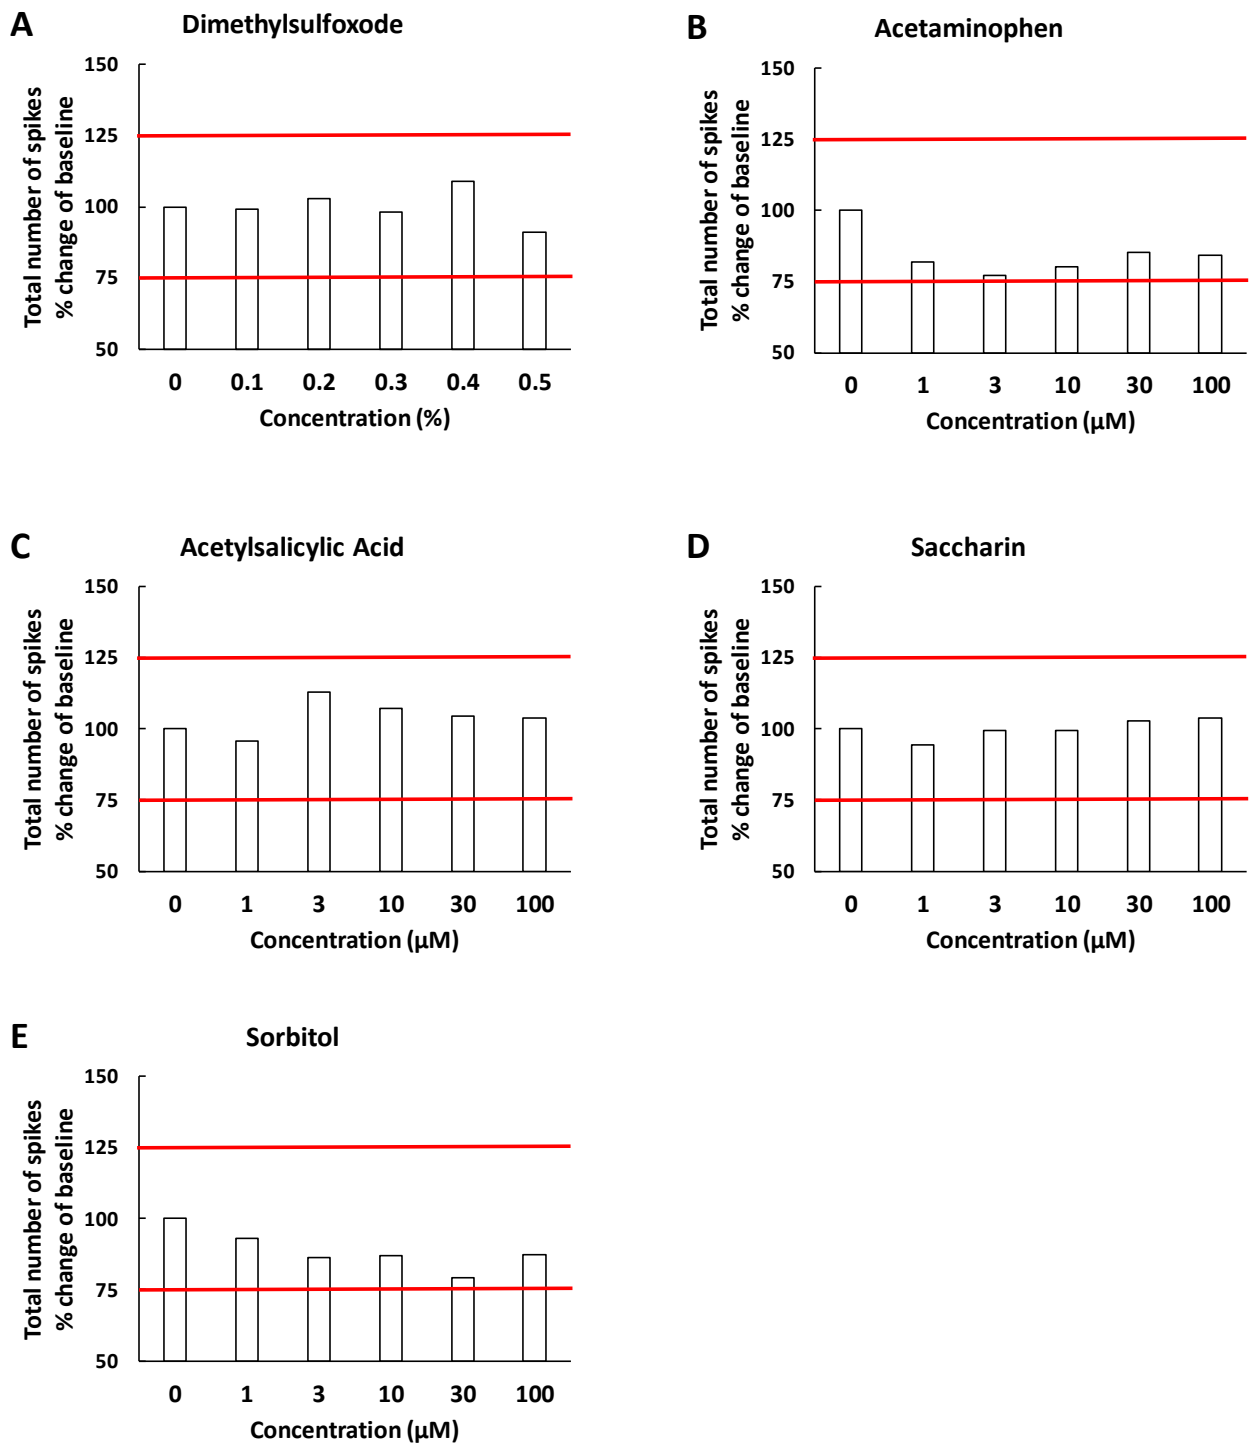 A
Dimethylsulfoxode
Total number of spikes
% change of baseline
150
125
100
75
50
0 0.1 0.2 0.3 0.4 0.5
Concentration (%)
B
Acetaminophen
Total number of spikes
% change of baseline
150
125
100
75
50
0 1 3 10 30 100
Concentration (µM)
C
Acetylsalicylic Acid
Total number of spikes
% change of baseline
150
125
100
75
50
0 1 3 10 30 100
Concentration (µM)
D
Saccharin
Total number of spikes
% change of baseline
150
125
100
75
50
0 1 3 10 30 100
Concentration (µM)
E
Sorbitol
Total number of spikes
% change of baseline
150
125
100
75
50
0 1 3 10 30 100
Concentration (µM)